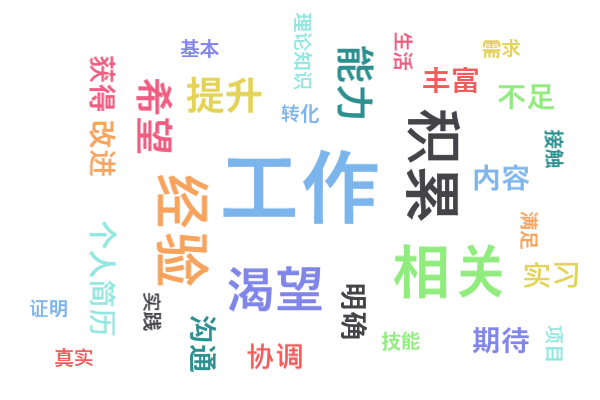 理论知识
生活
基本
需求
能力
获得
丰富
希望
提升
不足
转化
积累
改进
接触
工作
内容
经验
满足
个人简历
相关
实习
渴望
明确
证明
实践
沟通
技能
期待
项目
协调
真实